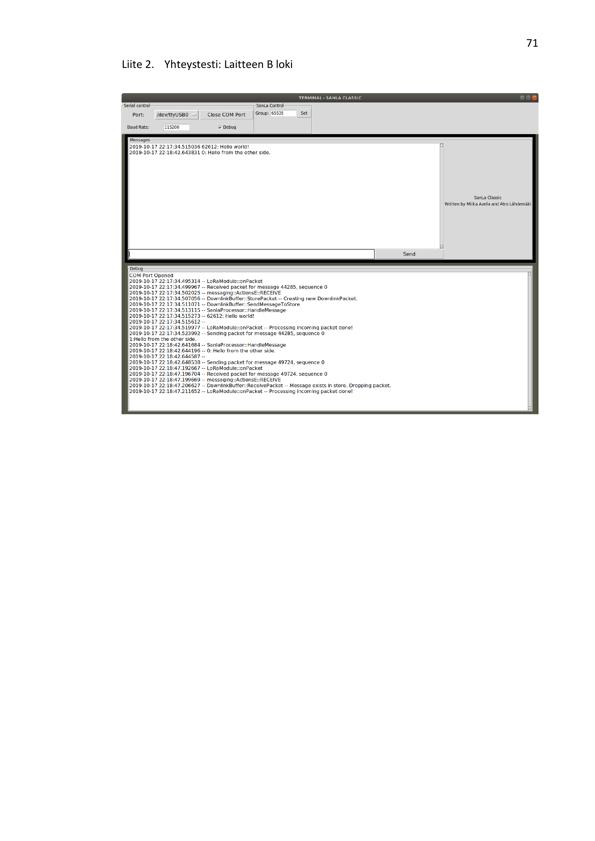 71
Liite 2. Yhteystesti: Laitteen B loki
TERMINAL - SANLA CLASSIC
Serial control
SanLa Control
Port: /dev/ttyUSB0 Close COM Port Group: 65535 Set
Baud Rate: 115200 Debug
Messages
2019-10-17 22:17:34.515036 62612: Hello world!
2019-10-17 22:18:42.643831 0: Hello from the other side.
SanLa Classic
Written by Miika Avela and Atro Lähdemäki
Send
Debug
COM Port Opened
2019-10-17 22:17:34.495314 -- LoRaModule::onPacket
2019-10-17 22:17:34.499967 -- Received packet for message 44285, sequence 0
2019-10-17 22:17:34.502025 -- messaging::ActionsE::RECEIVE
2019-10-17 22:17:34.507056 -- DownlinkBuffer::StorePacket -- Creating new DownlinkPacket.
2019-10-17 22:17:34.511071 -- DownlinkBuffer::SendMessageToStore
2019-10-17 22:17:34.513115 -- SanlaProcessor::HandleMessage
2019-10-17 22:17:34.515273 -- 62612: Hello world!
2019-10-17 22:17:34.515612 --
2019-10-17 22:17:34.519977 -- LoRaModule::onPacket -- Processing incoming packet done!
2019-10-17 22:17:34.523992 -- Sending packet for message 44285, sequence 0
1:Hello from the other side.
2019-10-17 22:18:42.641684 -- SanlaProcessor::HandleMessage
2019-10-17 22:18:42.644196 -- 0: Hello from the other side.
2019-10-17 22:18:42.644587 --
2019-10-17 22:18:42.648538 -- Sending packet for message 49724, sequence 0
2019-10-17 22:18:47.192667 -- LoRaModule::onPacket
2019-10-17 22:18:47.196704 -- Received packet for message 49724, sequence 0
2019-10-17 22:18:47.199669 -- messaging::ActionsE::RECEIVE
2019-10-17 22:18:47.206627 -- DownlinkBuffer::ReceivePacket -- Message exists in store. Dropping packet.
2019-10-17 22:18:47.211652 -- LoRaModule::onPacket -- Processing incoming packet done!